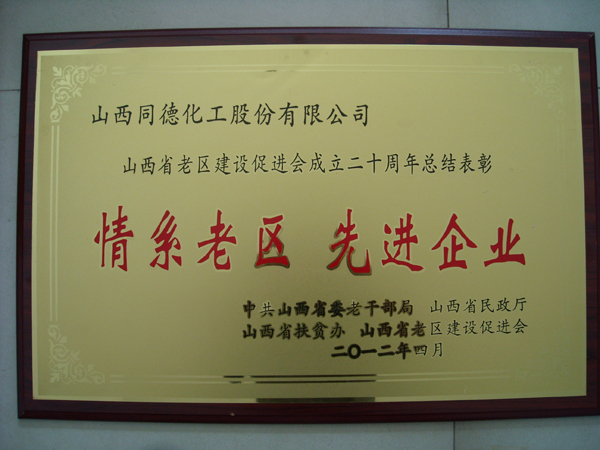 山西同德化工股份有限公司
山西省老区建设促进会成立二十周年总结表彰
情系老区 先进企业
中共山西省委老干部局 山西省民政厅
山西省扶贫办 山西省老区建设促进会
二〇一二年四月